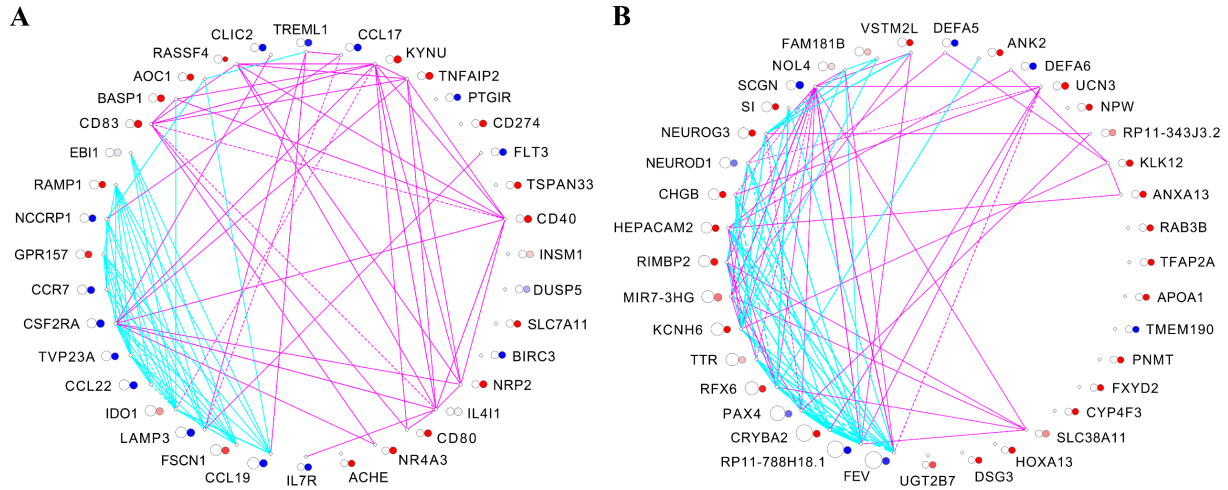 A
TREML1
CCL17
CLIC2
KYNU
RASSF4
TNFAIP2
AOC1
PTGIR
BASP1
CD274
CD83
FLT3
EBI1
TSPAN33
RAMP1
CD40
NCCRP1
INSM1
GPR157
DUSP5
CCR7
SLC7A11
CSF2RA
BIRC3
TVP23A
NRP2
CCL22
IL4I1
IDO1
CD80
LAMP3
NR4A3
FSCN1
ACHE
CCL19
IL7R
B
VSTM2L
DEFA5
FAM181B
ANK2
NOL4
DEFA6
SCGN
UCN3
SI
NPW
NEUROG3
RP11-343J3.2
NEUROD1
KLK12
CHGB
ANXA13
HEPACAM2
RAB3B
RIMBP2
TFAP2A
MIR7-3HG
APOA1
KCNH6
TMEM190
TTR
PNMT
RFX6
FXYD2
PAX4
CYP4F3
CRYBA2
SLC38A11
RP11-788H18.1
HOXA13
FEV
DSG3
UGT2B7